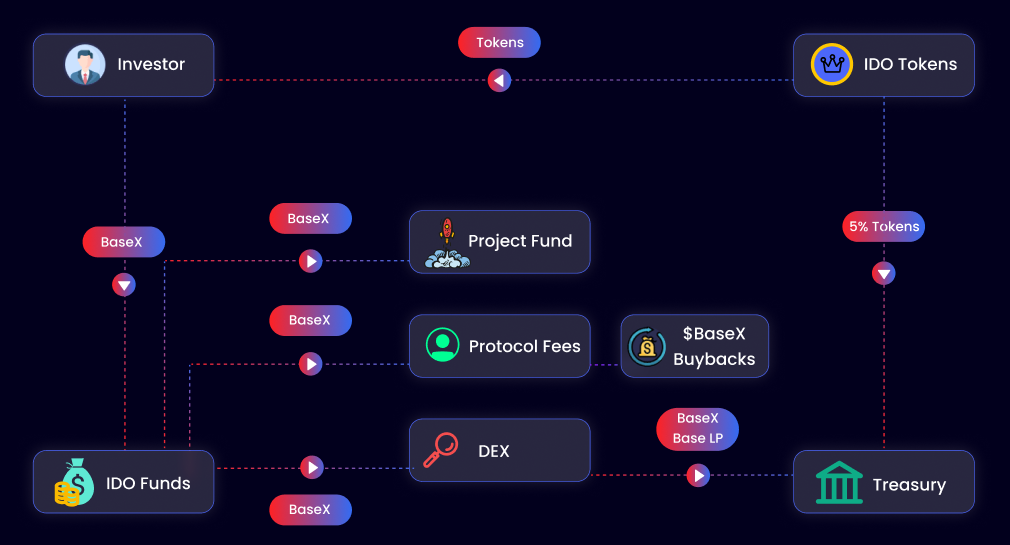 Tokens
Investor
IDO Tokens
BaseX
BaseX
5% Tokens
Project Fund
BaseX
Protocol Fees
$BaseX
Buybacks
BaseX
Base LP
DEX
IDO Funds
Treasury
BaseX